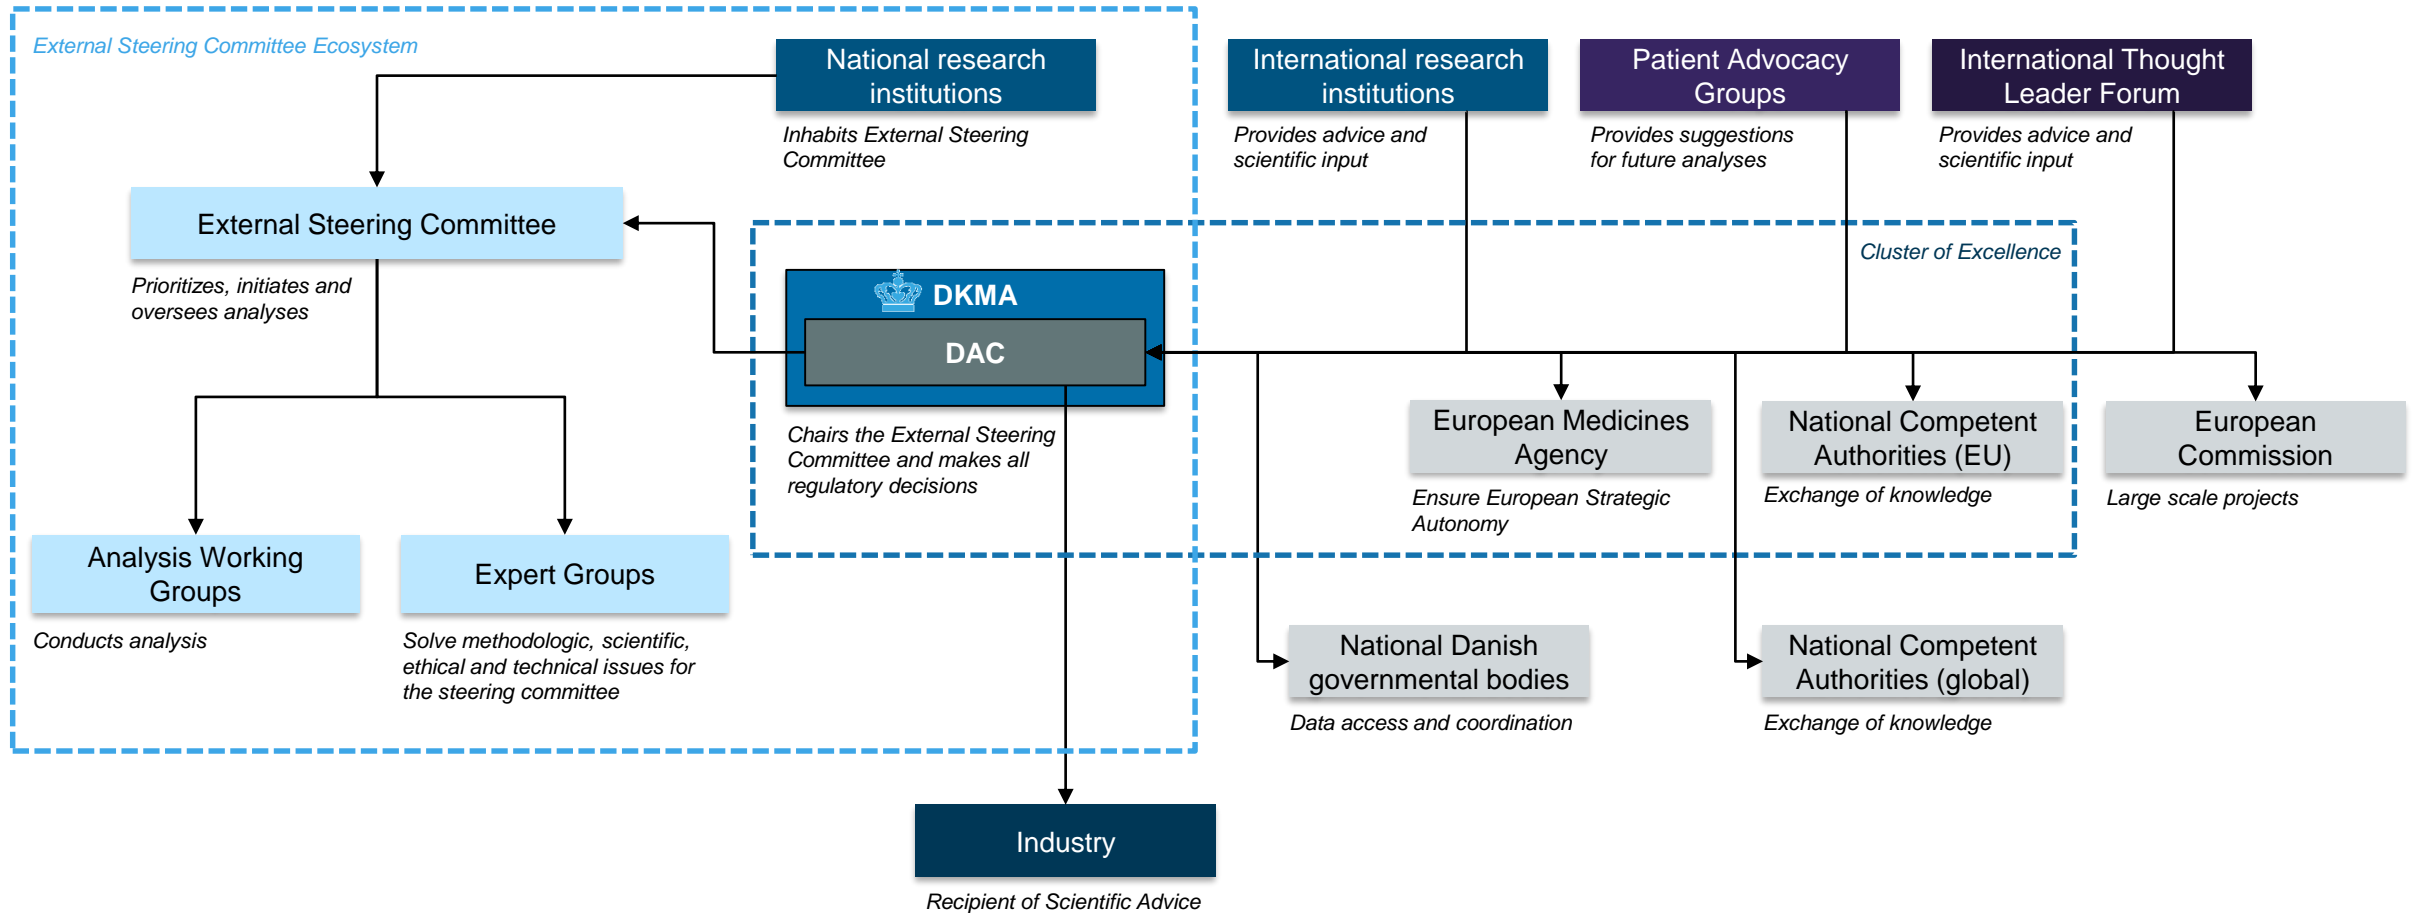 External Steering Committee Ecosystem
National research
institutions
Inhabits External Steering
Committee
International research
institutions
Provides advice and
scientific input
Patient Advocacy
Groups
Provides suggestions
for future analyses
International Thought
Leader Forum
Provides advice and
scientific input
External Steering Committee
Prioritizes, initiates and
oversees analyses
Cluster of Excellence
DKMA
DAC
Chairs the External Steering
Committee and makes all
regulatory decisions
European Medicines
Agency
Ensure European Strategic
Autonomy
National Competent
Authorities (EU)
Exchange of knowledge
European
Commission
Large scale projects
Analysis Working
Groups
Conducts analysis
Expert Groups
Solve methodologic, scientific,
ethical and technical issues for
the steering committee
National Danish
governmental bodies
Data access and coordination
National Competent
Authorities (global)
Exchange of knowledge
Industry
Recipient of Scientific Advice